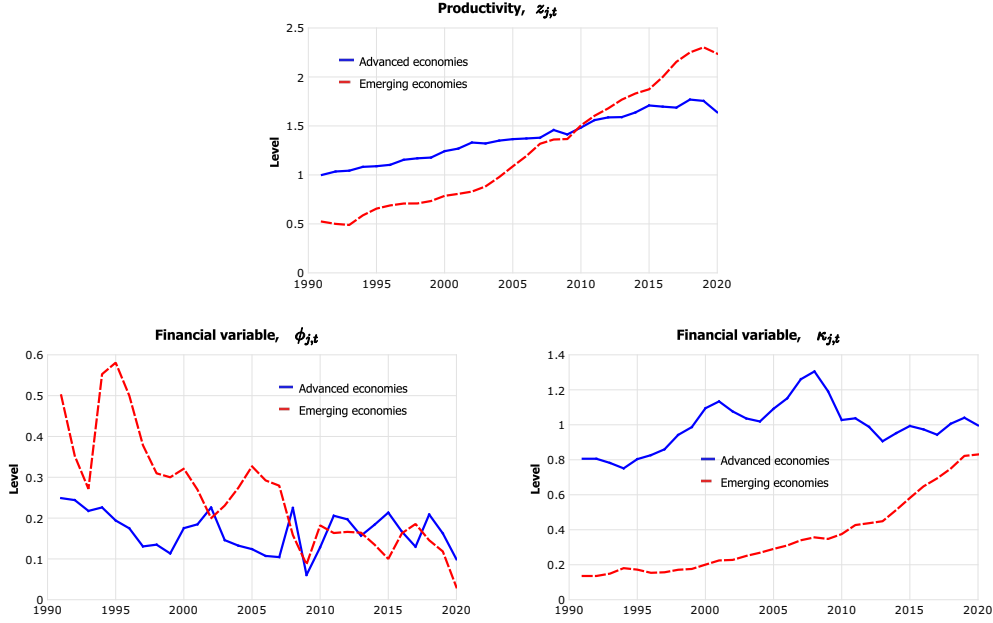 Productivity, z_{j,t}
2.5
Advanced economies
2
Emerging economies
1.5
Level
1
0.5
0
1990 1995 2000 2005 2010 2015 2020
Financial variable, ϕ_{j,t}
0.6
Advanced economies
0.5
Emerging economies
0.4
Level
0.3
0.2
0.1
0
1990 1995 2000 2005 2010 2015 2020
Financial variable, κ_{j,t}
1.4
1.2
1
Advanced economies
0.8
Emerging economies
Level
0.6
0.4
0.2
0
1990 1995 2000 2005 2010 2015 2020